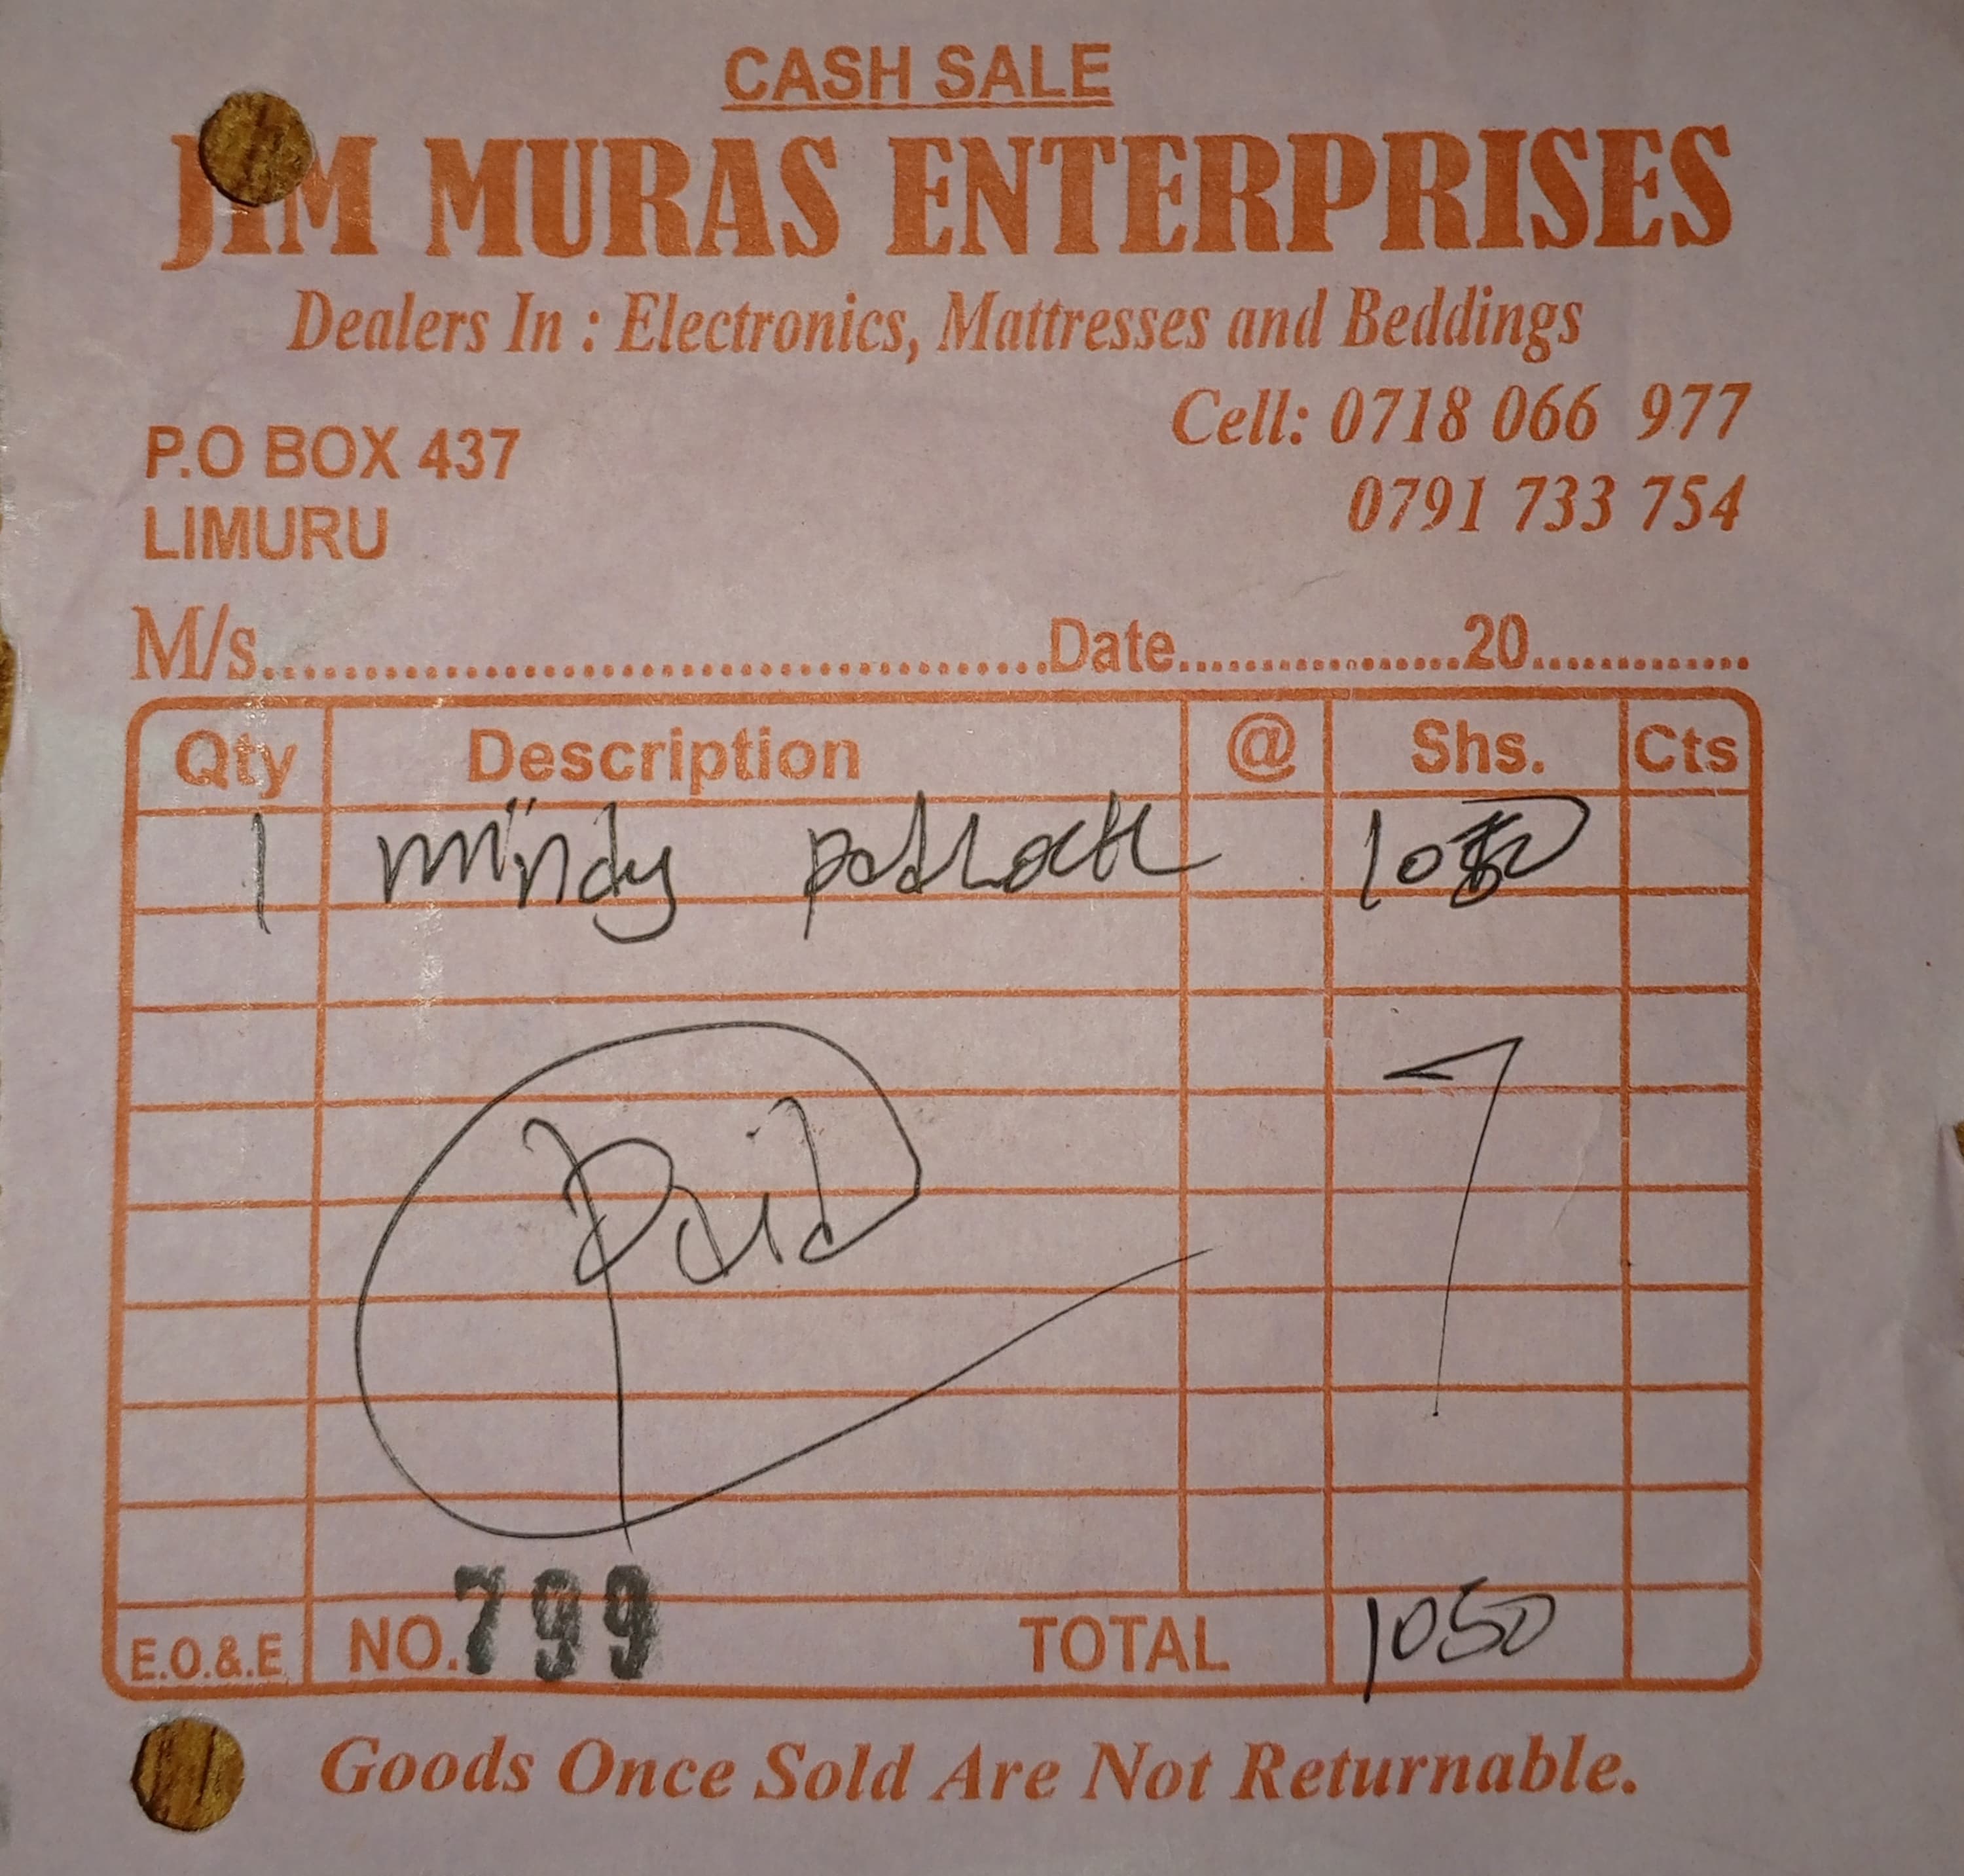 CASH SALE
JIM MURAS ENTERPRISES
Dealers In : Electronics, Mattresses and Beddings
Cell: 0718 066 977
P.O BOX 437
0791 733 754
LIMURU
M/s.......................................Date.................20.............
Qty Description @ Shs. Cts
1 mindy padlock
Paid
E.O.&.E NO. 799 TOTAL 1050
Goods Once Sold Are Not Returnable.